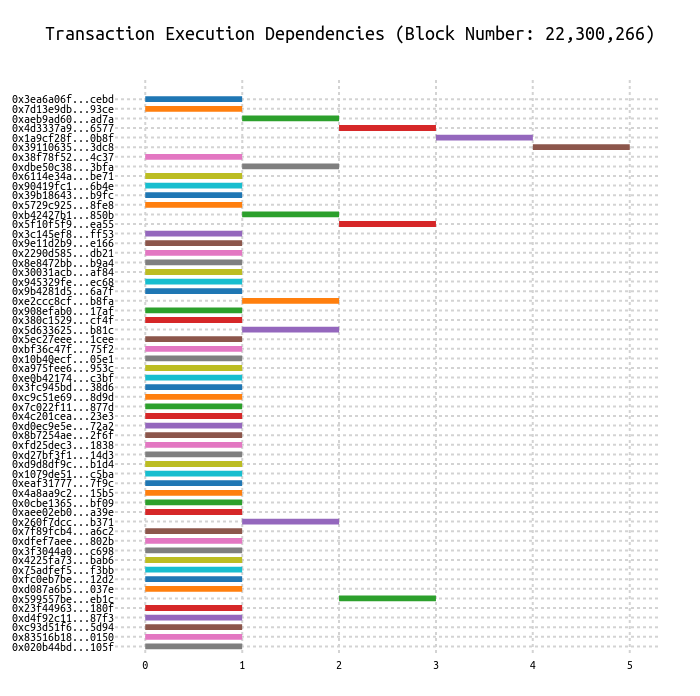 Transaction Execution Dependencies (Block Number: 22,300,266)
0x3ea6a06f...cebd
0x7d13e9db...93ce
0xaeb9ad60...ad7a
0x4d3337a9...6577
0x1a9cf28f...0b8f
0x39110635...3dc8
0x38f78f52...4c37
0xdbe50c38...3bfa
0x6114e34a...be71
0x90419fc1...6b4e
0x39b18643...b9fc
0x5729c925...8fe8
0xb42427b1...850b
0x5f10f5f9...ea55
0x3c145ef8...ff53
0x9e11d2b9...e166
0x2290d585...db21
0x8e8472bb...b9a4
0x30031acb...af84
0x945329fe...ec68
0x9b4281d5...6a7f
0xe2ccc8cf...b8fa
0x908efab0...17af
0x380c1529...cf4f
0x5d633625...b81c
0x5ec27eee...1cee
0xbf36c47f...75f2
0x10b40ecf...05e1
0xa975fee6...953c
0xe0b42174...c3bf
0x3fc945bd...38d6
0xc9c51e69...8d9d
0x7c022f11...877d
0x4c201cea...23e3
0xd0ec9e5e...72a2
0x8b7254ae...2f6f
0xfd25dec3...1838
0xd27bf3f1...14d3
0xd9d8df9c...b1d4
0x1079de51...c5ba
0xeaf31777...7f9c
0x4a8aa9c2...15b5
0x0cbe1365...bf09
0xaee02eb0...a39e
0x260f7dcc...b371
0x7f89fcb4...a6c2
0xdfef7aee...802b
0x3f3044a0...c698
0x4225fa73...bab6
0x75adfef5...f3bb
0xfc0eb7be...12d2
0xd087a6b5...037e
0x599557be...eb1c
0x23f44963...180f
0xd4f92c11...87f3
0xc93d51f6...5d94
0x83516b18...0150
0x020b44bd...105f
0 1 2 3 4 5